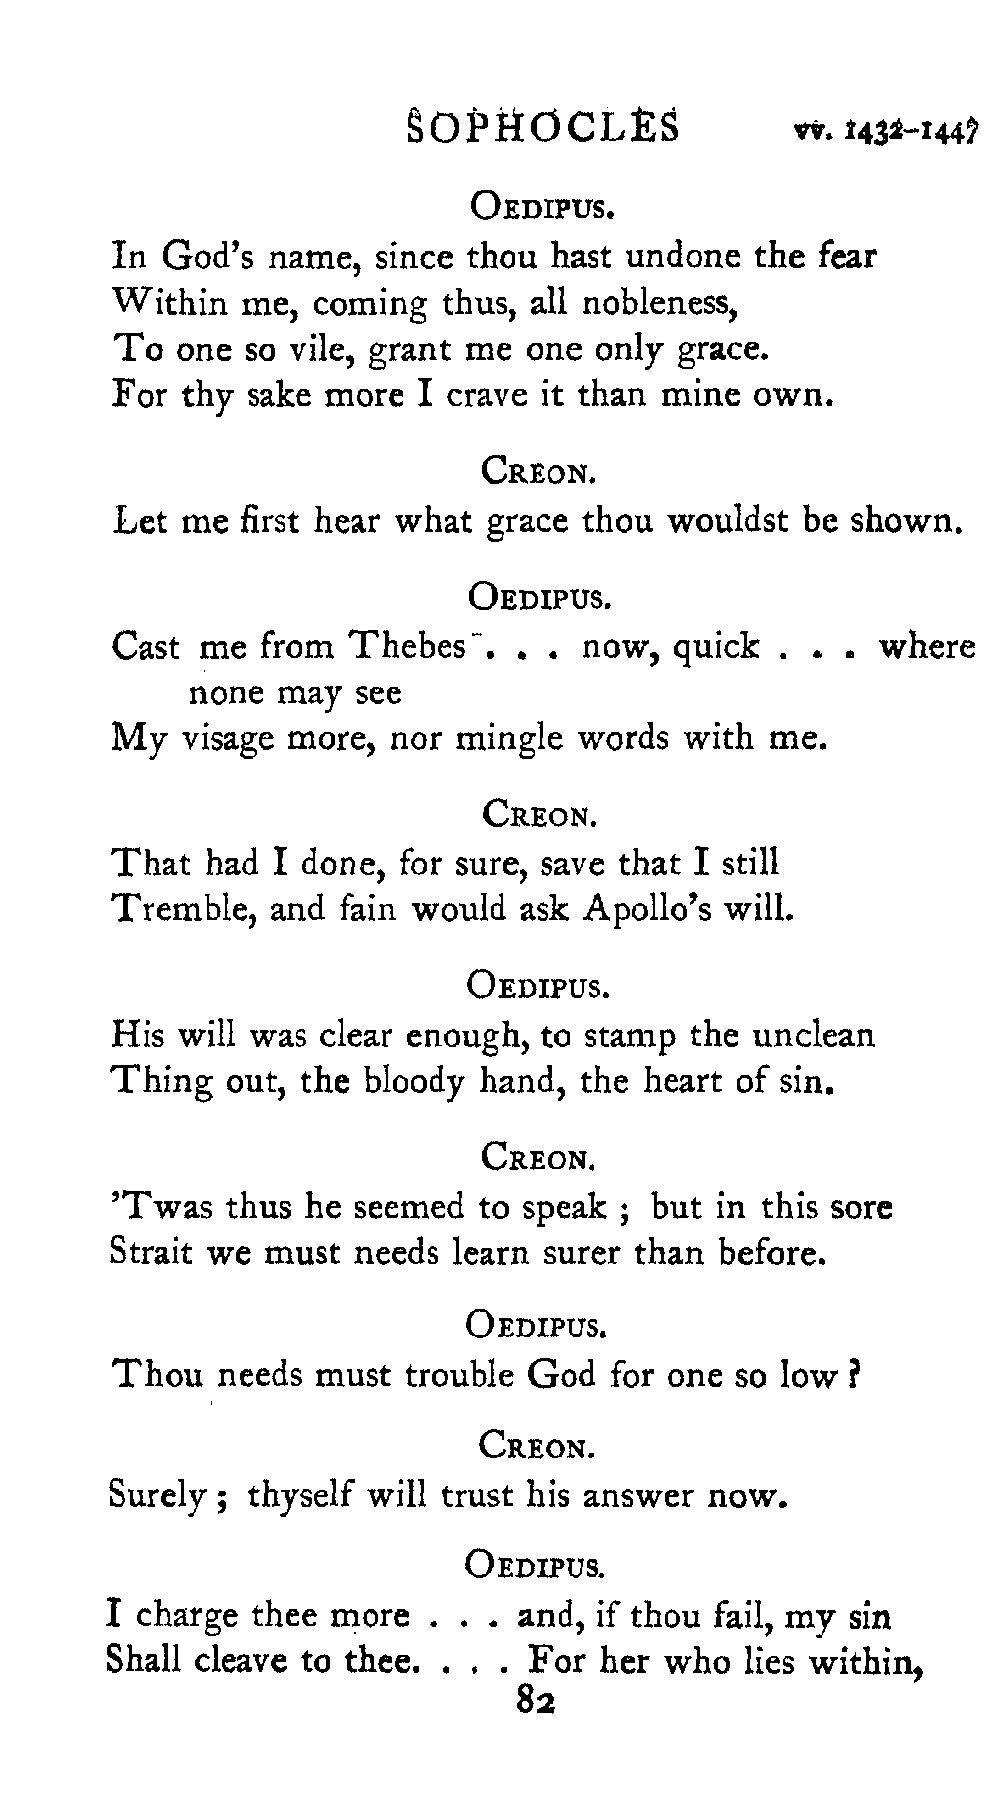 SOPHOCLES vv. 1432-1447
OEDIPUS.
In God's name, since thou hast undone the fear
Within me, coming thus, all nobleness,
To one so vile, grant me one only grace.
For thy sake more I crave it than mine own.
CREON.
Let me first hear what grace thou wouldst be shown.
OEDIPUS.
Cast me from Thebes . . . now, quick . . . where
none may see
My visage more, nor mingle words with me.
CREON.
That had I done, for sure, save that I still
Tremble, and fain would ask Apollo's will.
OEDIPUS.
His will was clear enough, to stamp the unclean
Thing out, the bloody hand, the heart of sin.
CREON.
'Twas thus he seemed to speak ; but in this sore
Strait we must needs learn surer than before.
OEDIPUS.
Thou needs must trouble God for one so low ?
CREON.
Surely ; thyself will trust his answer now.
OEDIPUS.
I charge thee more . . . and, if thou fail, my sin
Shall cleave to thee. . . . For her who lies within,
82